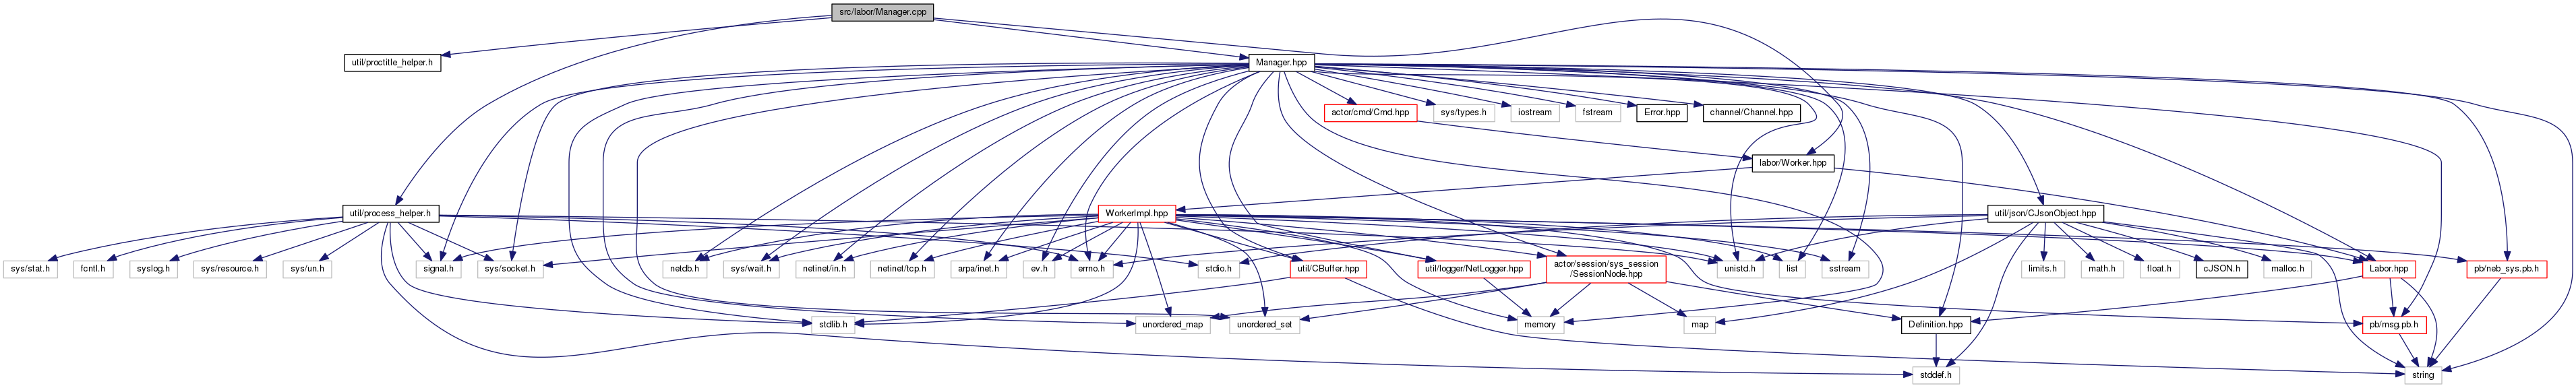 src/labor/Manager.cpp
util/proctitle_helper.h
Manager.hpp
actor/cmd/Cmd.hpp
sys/types.h
iostream
fstream
Error.hpp
channel/Channel.hpp
labor/Worker.hpp
util/process_helper.h
WorkerImpl.hpp
util/json/CJsonObject.hpp
sys/stat.h
fcntl.h
syslog.h
sys/resource.h
sys/un.h
signal.h
sys/socket.h
netdb.h
sys/wait.h
netinet/in.h
netinet/tcp.h
arpa/inet.h
ev.h
errno.h
stdio.h
util/CBuffer.hpp
util/logger/NetLogger.hpp
actor/session/sys_session
/SessionNode.hpp
unistd.h
list
sstream
limits.h
math.h
float.h
cJSON.h
malloc.h
Labor.hpp
pb/neb_sys.pb.h
stdlib.h
unordered_map
unordered_set
memory
map
Definition.hpp
pb/msg.pb.h
stddef.h
string